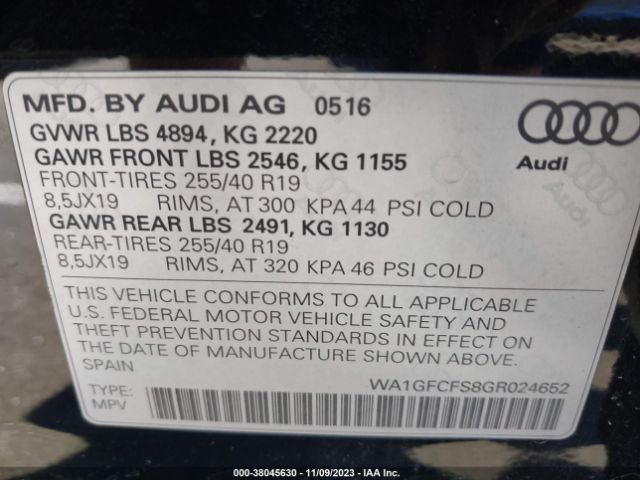 MFD. BY AUDI AG 0516
GVWR LBS 4894, KG 2220
GAWR FRONT LBS 2546, KG 1155
FRONT-TIRES 255/40 R19
8,5JX19 RIMS, AT 300 KPA 44 PSI COLD
GAWR REAR LBS 2491, KG 1130
REAR-TIRES 255/40 R19
8,5JX19 RIMS, AT 320 KPA 46 PSI COLD
Audi
THIS VEHICLE CONFORMS TO ALL APPLICABLE
U.S. FEDERAL MOTOR VEHICLE SAFETY AND
THEFT PREVENTION STANDARDS IN EFFECT ON
THE DATE OF MANUFACTURE SHOWN ABOVE.
SPAIN
WA1GFCFS8GR024652
TYPE:
MPV
000-38045630 - 11/09/2023 - IAA Inc.